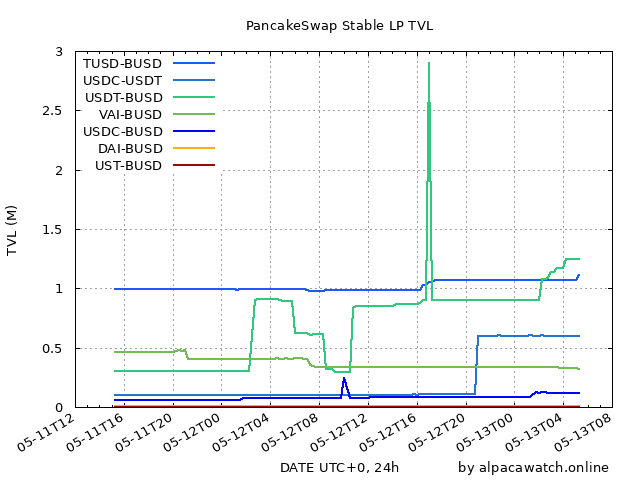 PancakeSwap Stable LP TVL
3
2.5
2
1.5
1
0.5
0
TVL (M)
TUSD-BUSD
USDC-USDT
USDT-BUSD
VAI-BUSD
USDC-BUSD
DAI-BUSD
UST-BUSD
05-11T12
05-11T16
05-11T20
05-12T00
05-12T04
05-12T08
05-12T12
05-12T16
05-12T20
05-13T00
05-13T04
05-13T08
DATE UTC+0, 24h
by alpacawatch.online